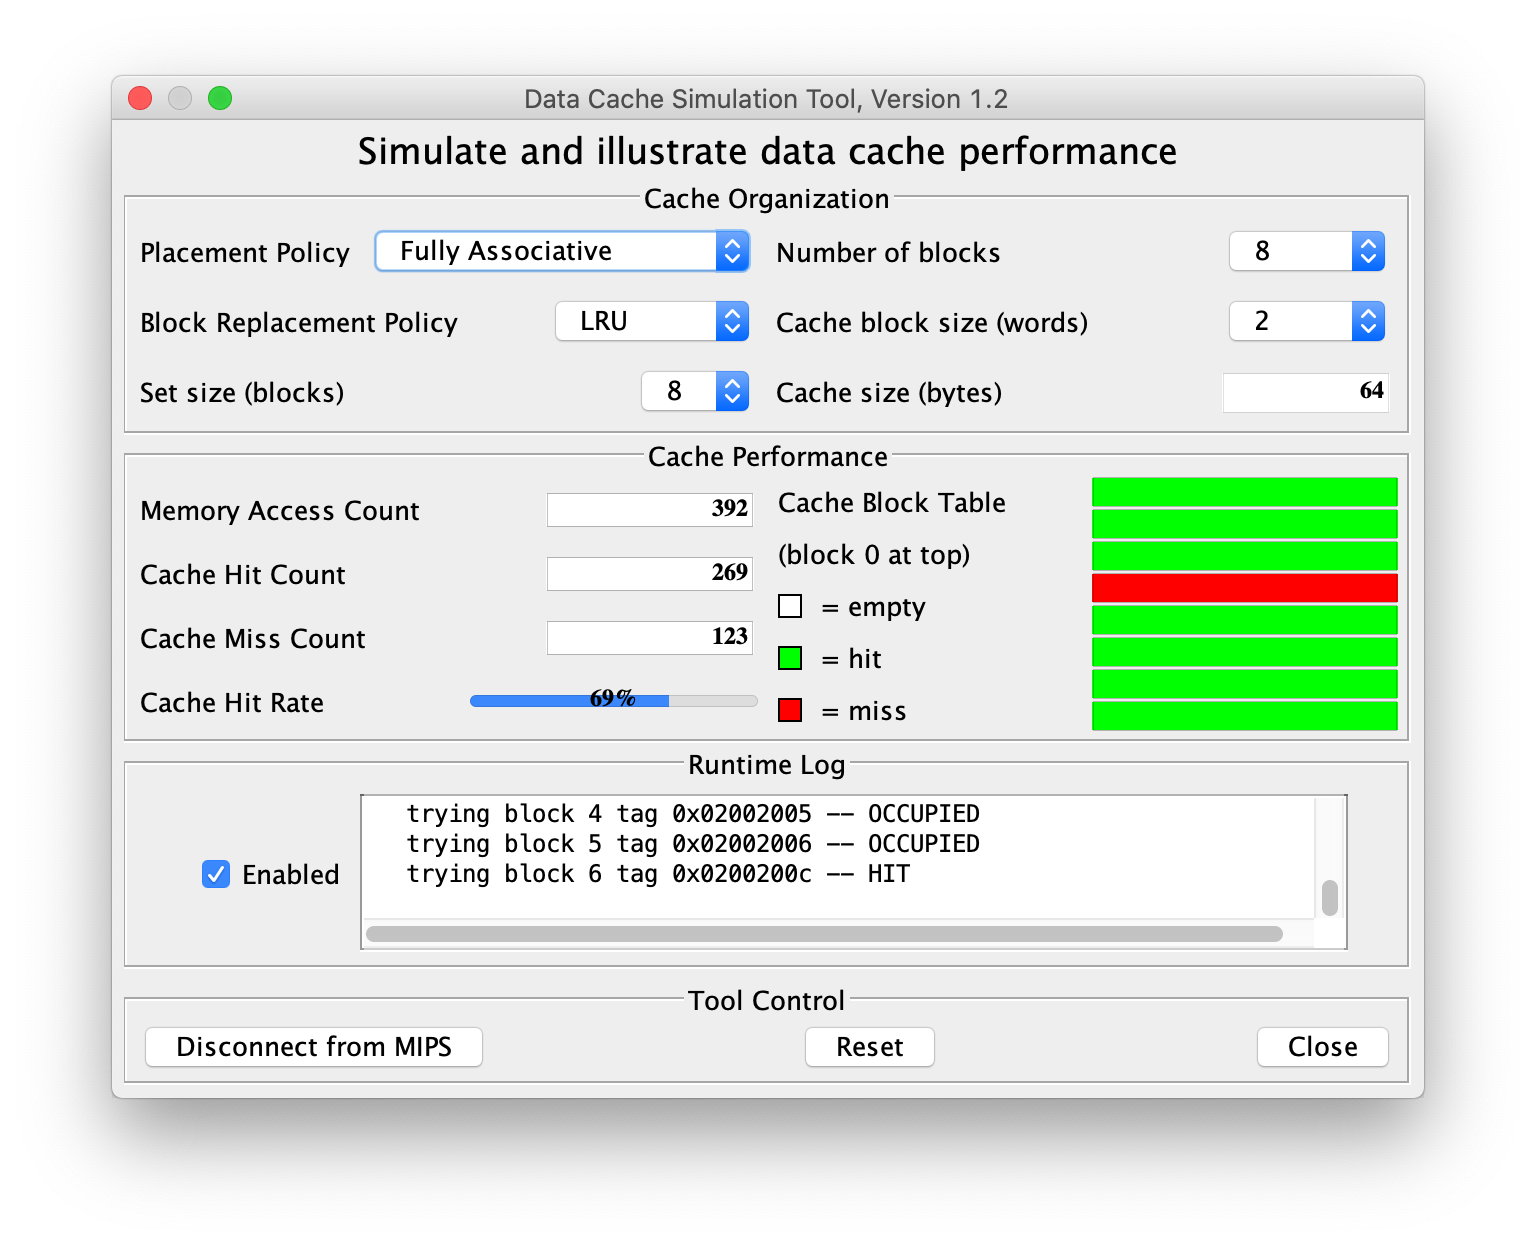 Data Cache Simulation Tool, Version 1.2
Simulate and illustrate data cache performance
Cache Organization
Placement Policy Fully Associative Number of blocks 8
Block Replacement Policy LRU Cache block size (words) 2
Set size (blocks) 8 Cache size (bytes) 64
Cache Performance
Memory Access Count 392
Cache Hit Count 269
Cache Miss Count 123
Cache Hit Rate 69%
Cache Block Table
(block 0 at top)
= empty
= hit
= miss
Runtime Log
Enabled
trying block 4 tag 0x02002005 -- OCCUPIED
trying block 5 tag 0x02002006 -- OCCUPIED
trying block 6 tag 0x0200200c -- HIT
Tool Control
Disconnect from MIPS Reset Close